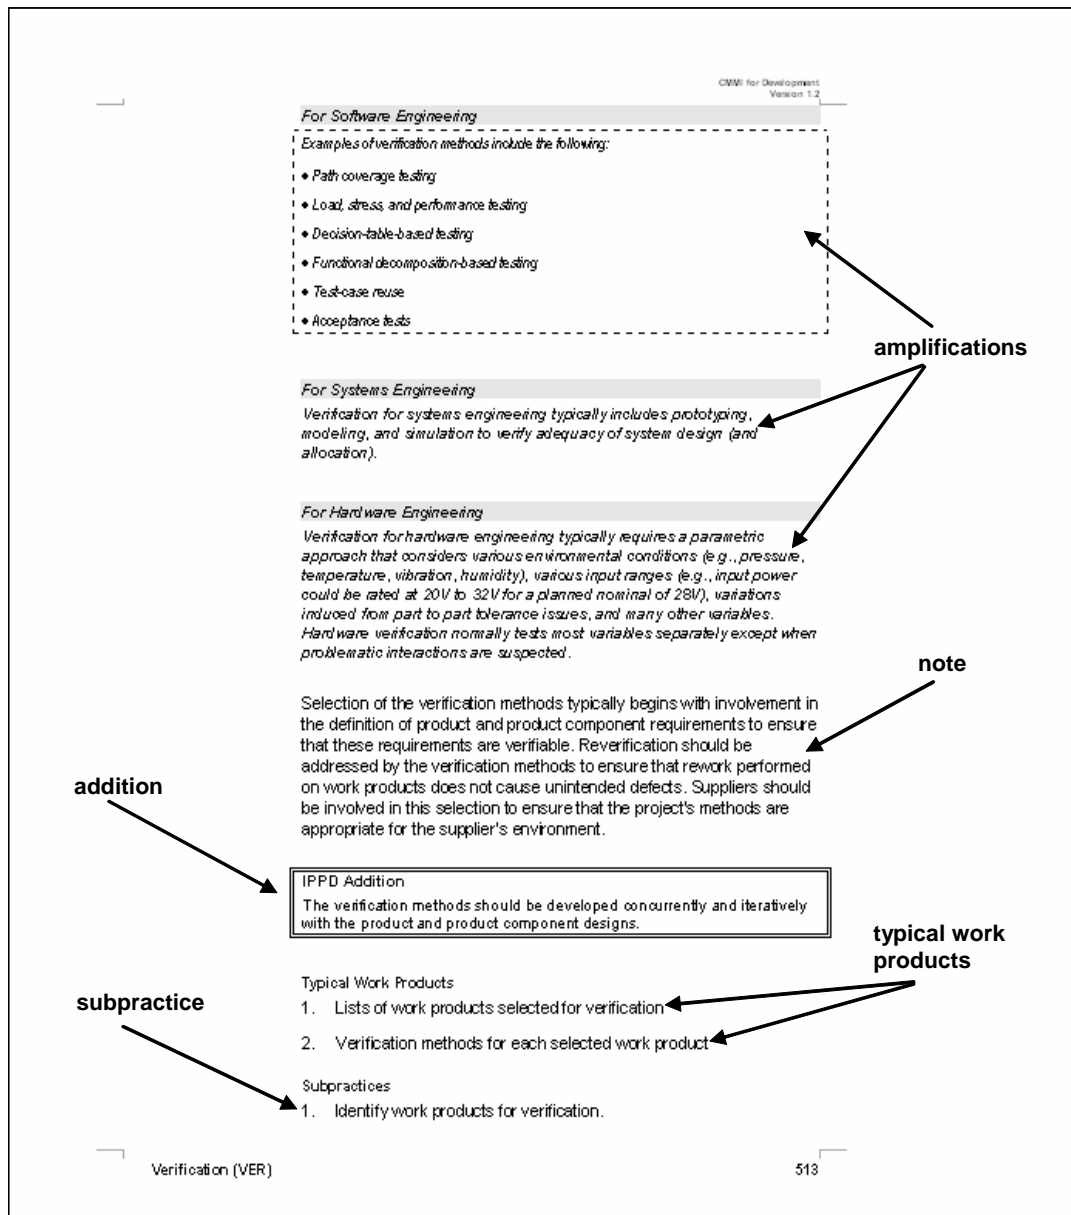 CMMI for Development
Version 1.2
For Software Engineering
Examples of verification methods include the following:
• Path coverage testing
• Load, stress, and performance testing
• Decision-table-based testing
• Functional decomposition-based testing
• Test-case reuse
• Acceptance tests
amplifications
For Systems Engineering
Verification for systems engineering typically includes prototyping,
modeling, and simulation to verify adequacy of system design (and
allocation).
For Hardware Engineering
Verification for hardware engineering typically requires a parametric
approach that considers various environmental conditions (e.g., pressure,
temperature, vibration, humidity), various input ranges (e.g., input power
could be rated at 20V to 32V for a planned nominal of 28V), variations
induced from part to part tolerance issues, and many other variables.
Hardware verification normally tests most variables separately except when
problematic interactions are suspected.
note
Selection of the verification methods typically begins with involvement in
the definition of product and product component requirements to ensure
that these requirements are verifiable. Reverification should be
addressed by the verification methods to ensure that rework performed
on work products does not cause unintended defects. Suppliers should
be involved in this selection to ensure that the project's methods are
appropriate for the supplier's environment.
addition
IPPD Addition
The verification methods should be developed concurrently and iteratively
with the product and product component designs.
typical work
products
Typical Work Products
1. Lists of work products selected for verification
2. Verification methods for each selected work product
subpractice
Subpractices
1. Identify work products for verification.
Verification (VER)
513